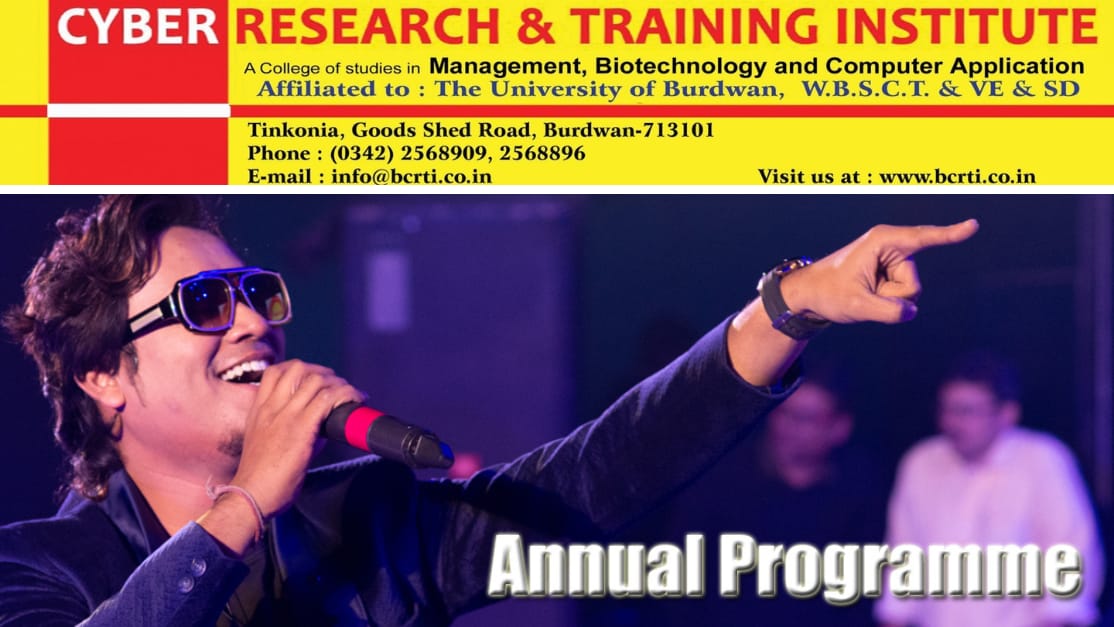 CYBER RESEARCH & TRAINING INSTITUTE
A College of studies in Management, Biotechnology and Computer Application
Affiliated to : The University of Burdwan, W.B.S.C.T. & VE & SD
Tinkonia, Goods Shed Road, Burdwan-713101
Phone : (0342) 2568909, 2568896
E-mail : info@bcrti.co.in Visit us at : www.bcrti.co.in
Annual Programme